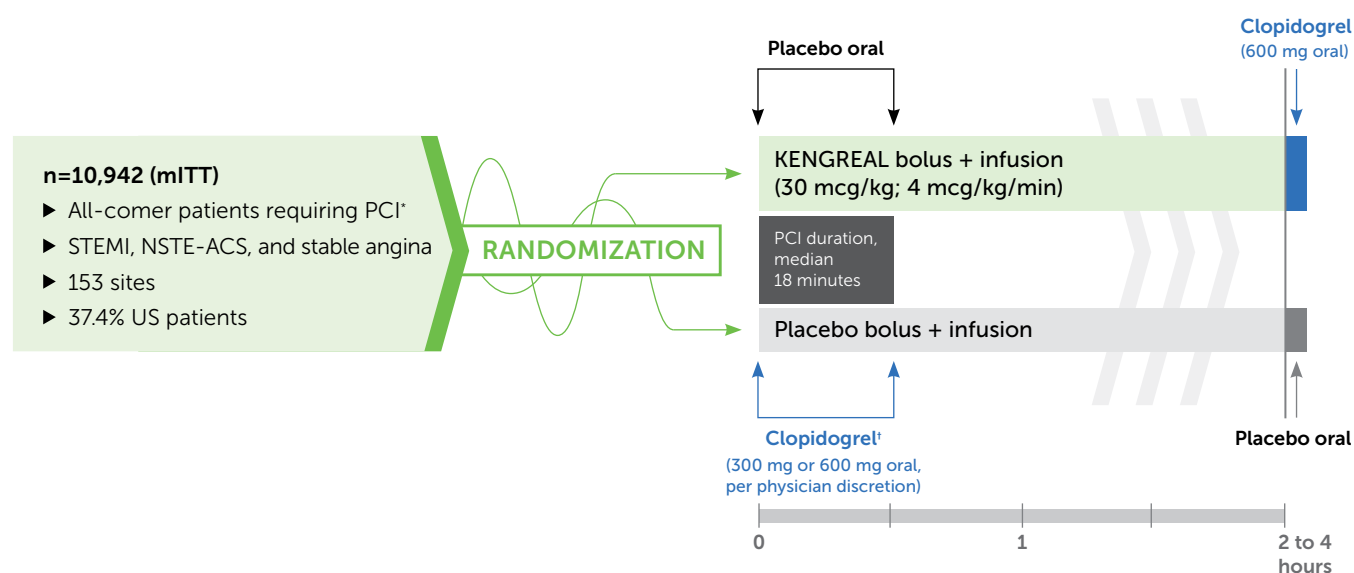 n=10,942 (mITT)
▶ All-comer patients requiring PCI*
▶ STEMI, NSTE-ACS, and stable angina
▶ 153 sites
▶ 37.4% US patients
RANDOMIZATION
Placebo oral
Clopidogrel
(600 mg oral)
KENGREAL bolus + infusion
(30 mcg/kg; 4 mcg/kg/min)
PCI duration,
median
18 minutes
Placebo bolus + infusion
Clopidogrel†
(300 mg or 600 mg oral,
per physician discretion)
Placebo oral
0
1
2 to 4
hours